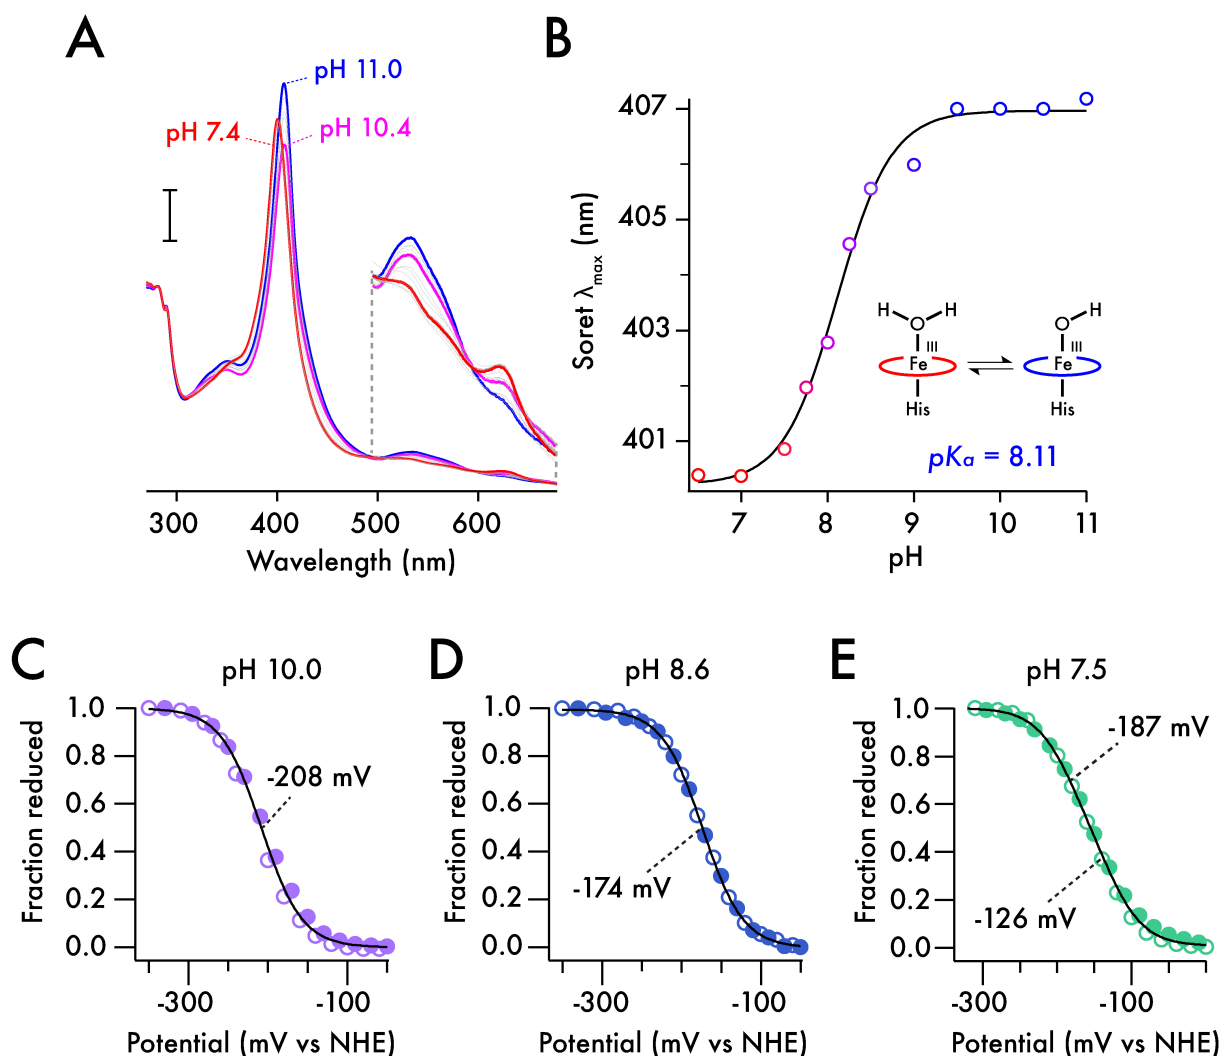 A
pH 11.0
pH 7.4
pH 10.4
300 400 500 600
Wavelength (nm)
B
407
405
403
401
Soret λmax (nm)
H O H
Fe III
His
O H
Fe III
His
pKa = 8.11
7 8 9 10 11
pH
C
pH 10.0
1.0
0.8
0.6
0.4
0.2
0.0
Fraction reduced
-208 mV
-300 -100
Potential (mV vs NHE)
D
pH 8.6
1.0
0.8
0.6
0.4
0.2
0.0
Fraction reduced
-174 mV
-300 -100
Potential (mV vs NHE)
E
pH 7.5
1.0
0.8
0.6
0.4
0.2
0.0
Fraction reduced
-187 mV
-126 mV
-300 -100
Potential (mV vs NHE)